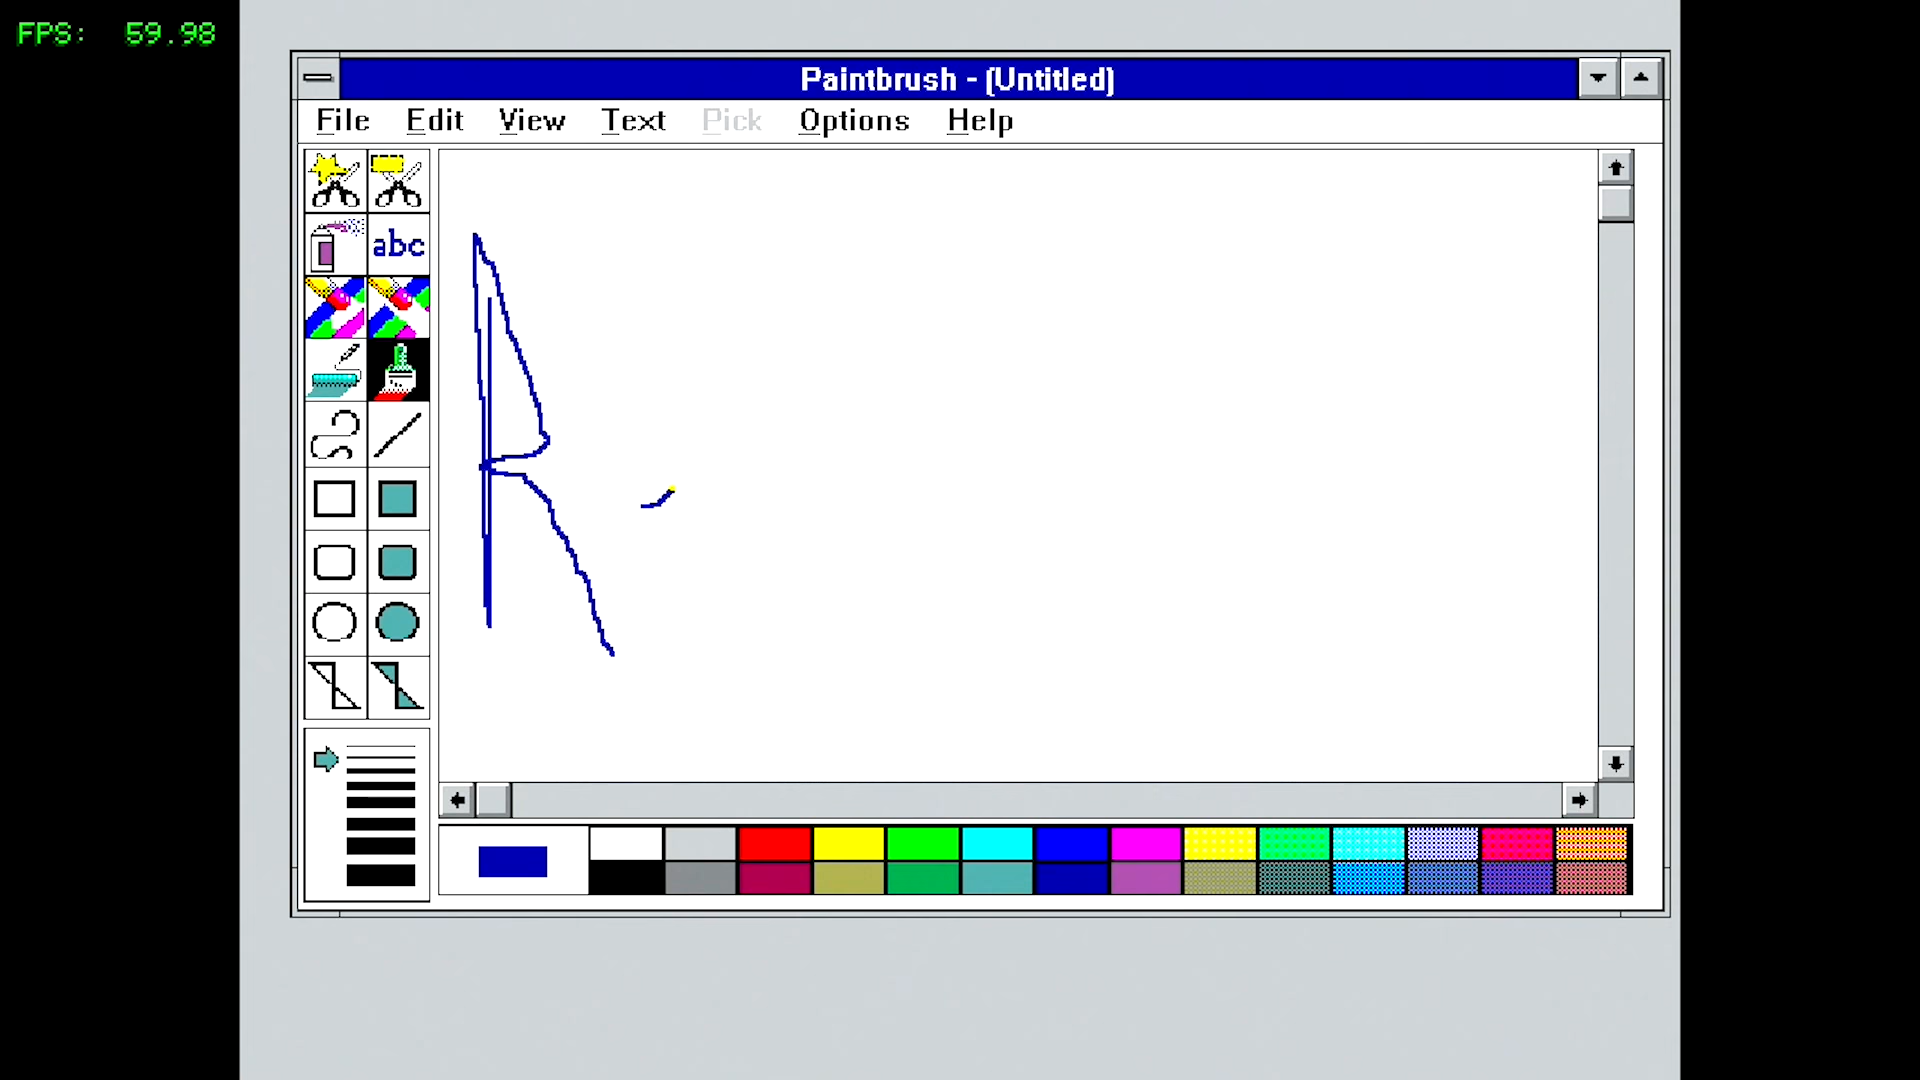 FPS: 59.98
Paintbrush - (Untitled)
File Edit View Text Pick Options Help
abc
R